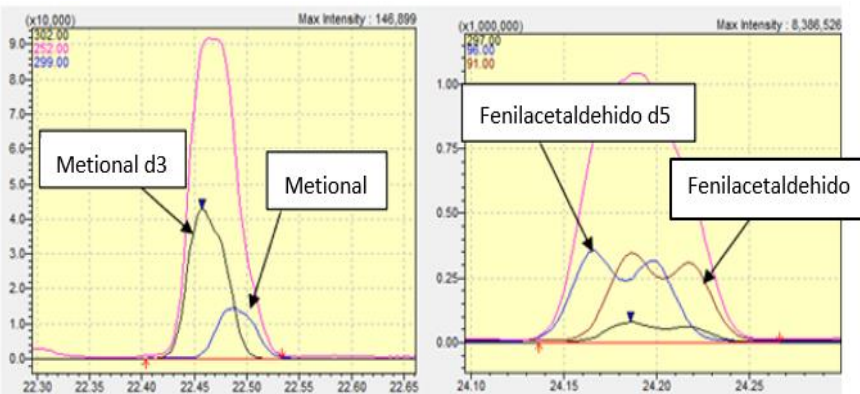 (x10,000)
Max Intensity : 146,899
302.00
252.00
299.00
9.0
8.0
7.0
6.0
5.0
4.0
3.0
2.0
1.0
0.0
Metional d3
Metional
22.30 22.35 22.40 22.45 22.50 22.55 22.60 22.65
(x1,000,000)
Max Intensity : 8,386,526
297.00
96.00
91.00
1.00
0.75
0.50
0.25
0.00
Fenilacetaldehido d5
Fenilacetaldehido
24.10 24.15 24.20 24.25